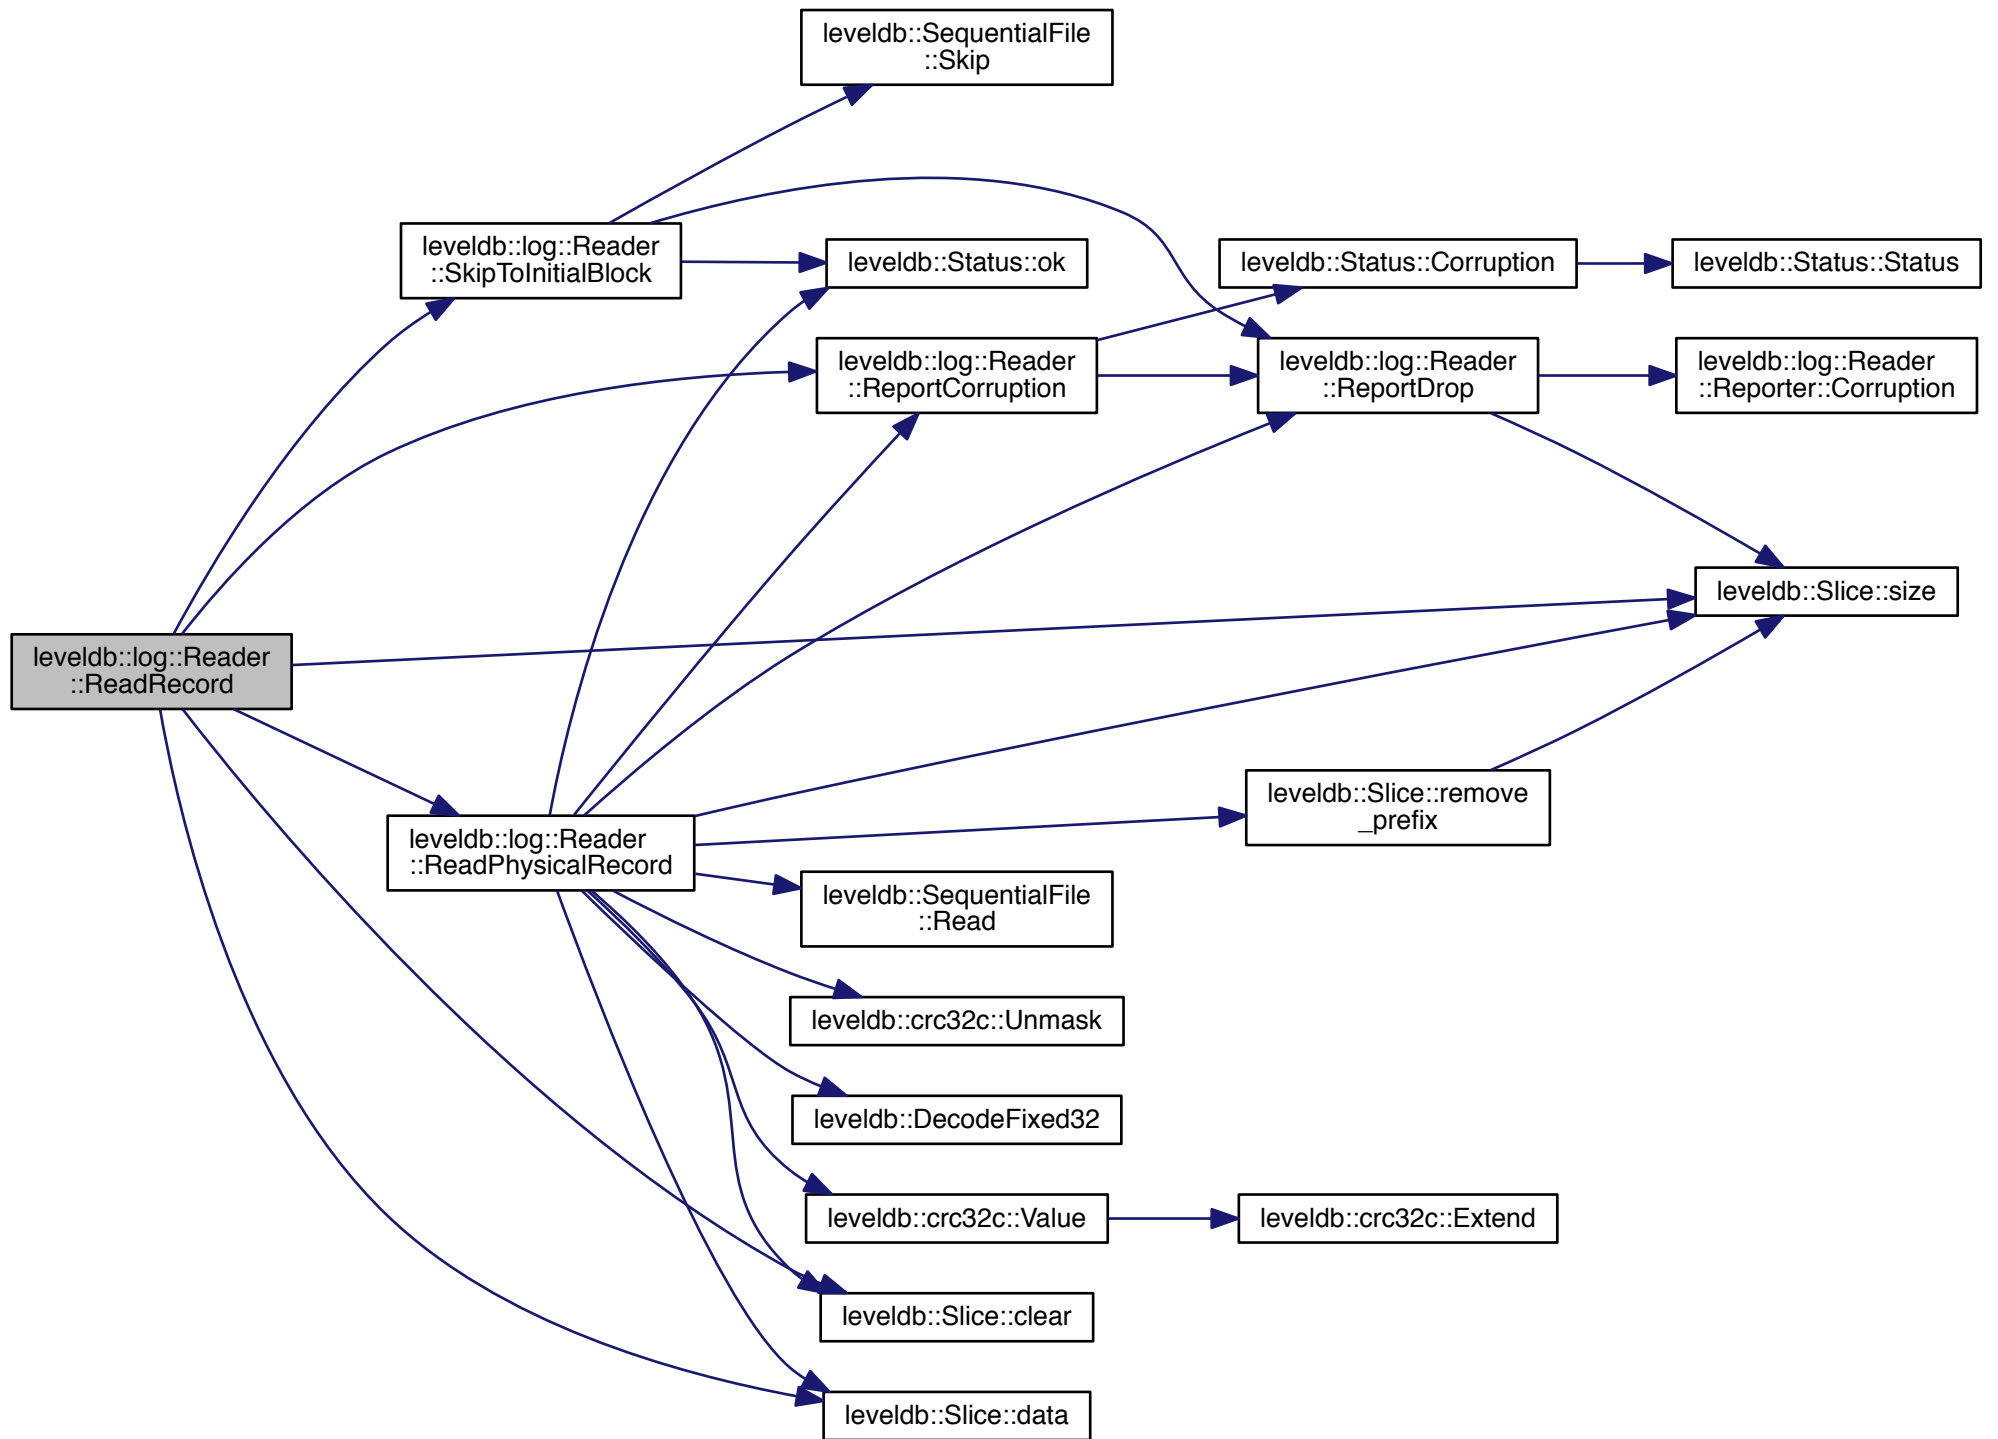 leveldb::SequentialFile
::Skip
leveldb::log::Reader
::SkipToInitialBlock
leveldb::Status::ok
leveldb::Status::Corruption
leveldb::Status::Status
leveldb::log::Reader
::ReportCorruption
leveldb::log::Reader
::ReportDrop
leveldb::log::Reader
::Reporter::Corruption
leveldb::Slice::size
leveldb::log::Reader
::ReadRecord
leveldb::Slice::remove
_prefix
leveldb::log::Reader
::ReadPhysicalRecord
leveldb::SequentialFile
::Read
leveldb::crc32c::Unmask
leveldb::DecodeFixed32
leveldb::crc32c::Value
leveldb::crc32c::Extend
leveldb::Slice::clear
leveldb::Slice::data